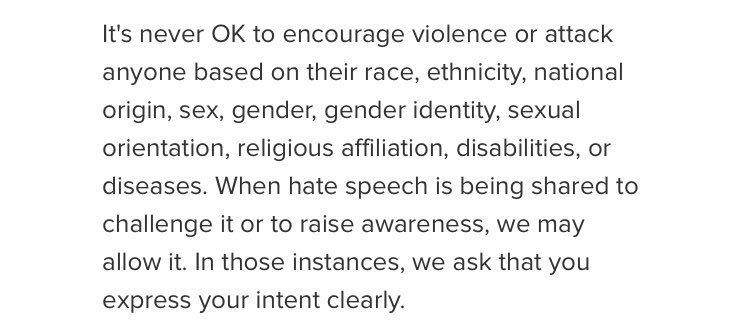 It's never OK to encourage violence or attack
anyone based on their race, ethnicity, national
origin, sex, gender, gender identity, sexual
orientation, religious affiliation, disabilities, or
diseases. When hate speech is being shared to
challenge it or to raise awareness, we may
allow it. In those instances, we ask that you
express your intent clearly.